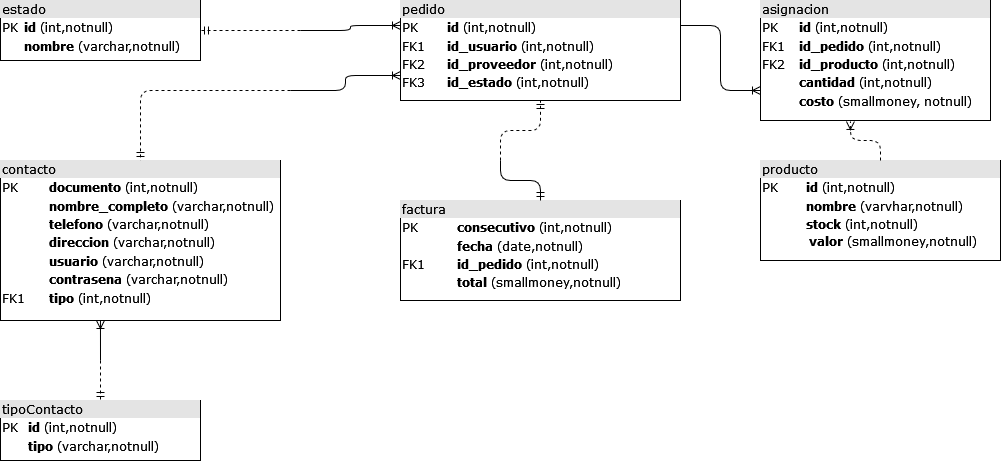 estado
PK id (int,notnull)
nombre (varchar,notnull)
pedido
PK id (int,notnull)
FK1 id_usuario (int,notnull)
FK2 id_proveedor (int,notnull)
FK3 id_estado (int,notnull)
asignacion
PK id (int,notnull)
FK1 id_pedido (int,notnull)
FK2 id_producto (int,notnull)
cantidad (int,notnull)
costo (smallmoney, notnull)
contacto
PK documento (int,notnull)
nombre_completo (varchar,notnull)
telefono (varchar,notnull)
direccion (varchar,notnull)
usuario (varchar,notnull)
contrasena (varchar,notnull)
FK1 tipo (int,notnull)
factura
PK consecutivo (int,notnull)
fecha (date,notnull)
FK1 id_pedido (int,notnull)
total (smallmoney,notnull)
producto
PK id (int,notnull)
nombre (varvhar,notnull)
stock (int,notnull)
valor (smallmoney,notnull)
tipoContacto
PK id (int,notnull)
tipo (varchar,notnull)